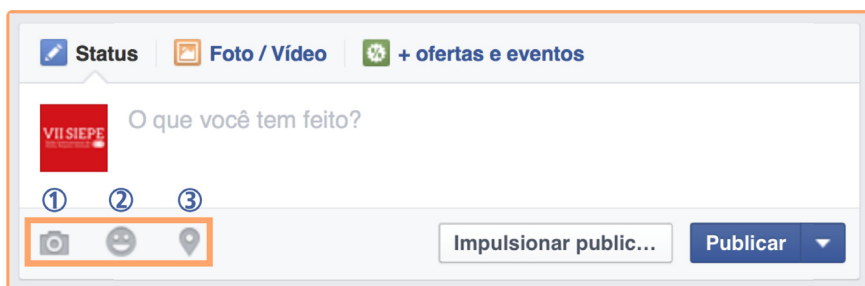 Status Foto / Vídeo + ofertas e eventos
O que você tem feito?
VII SIEPE
① ② ③
Impulsionar public... Publicar